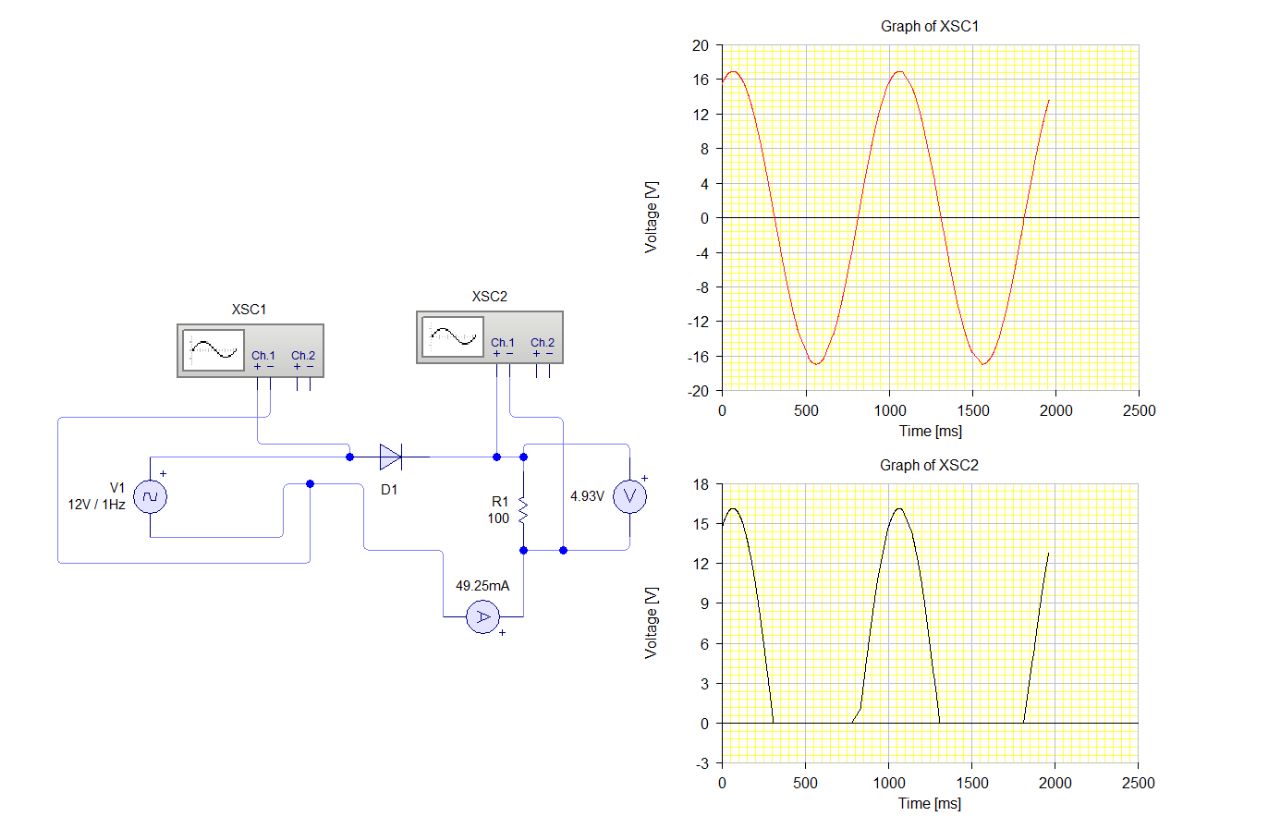 XSC1
Ch.1 Ch.2
+ − + −
XSC2
Ch.1 Ch.2
+ − + −
+
V1
12V / 1Hz
D1
R1
100
4.93V
+
V
49.25mA
A
+
Graph of XSC1
20
16
12
8
4
0
-4
-8
-12
-16
-20
Voltage [V]
0 500 1000 1500 2000 2500
Time [ms]
Graph of XSC2
18
15
12
9
6
3
0
-3
Voltage [V]
0 500 1000 1500 2000 2500
Time [ms]